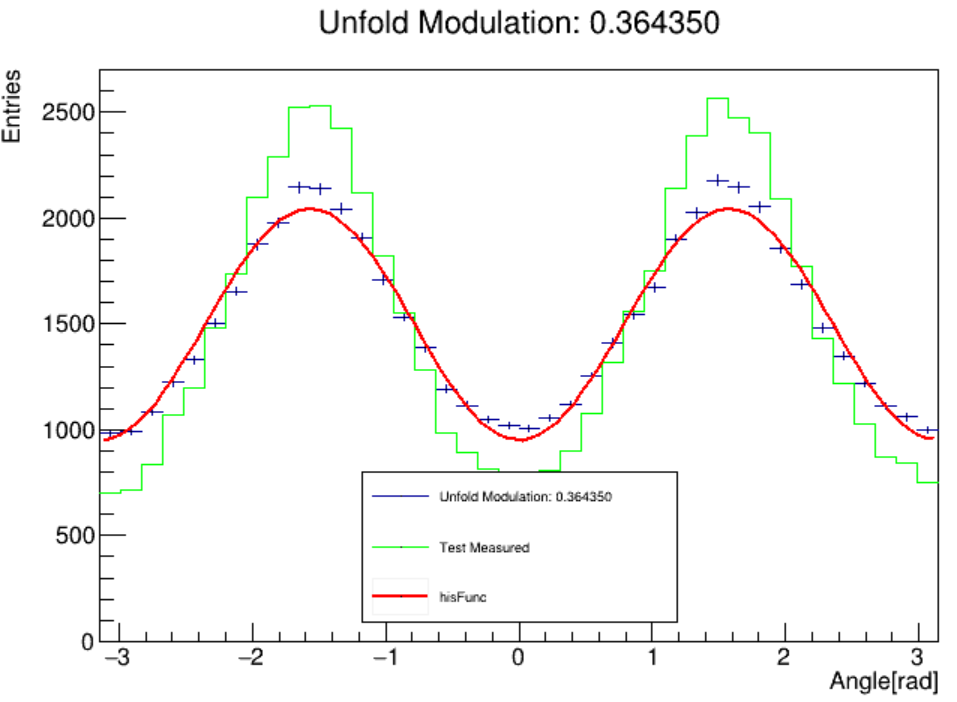 Unfold Modulation: 0.364350
Entries
2500
2000
1500
1000
500
0
Unfold Modulation: 0.364350
Test Measured
hisFunc
−3
−2
−1
0
1
2
3
Angle[rad]